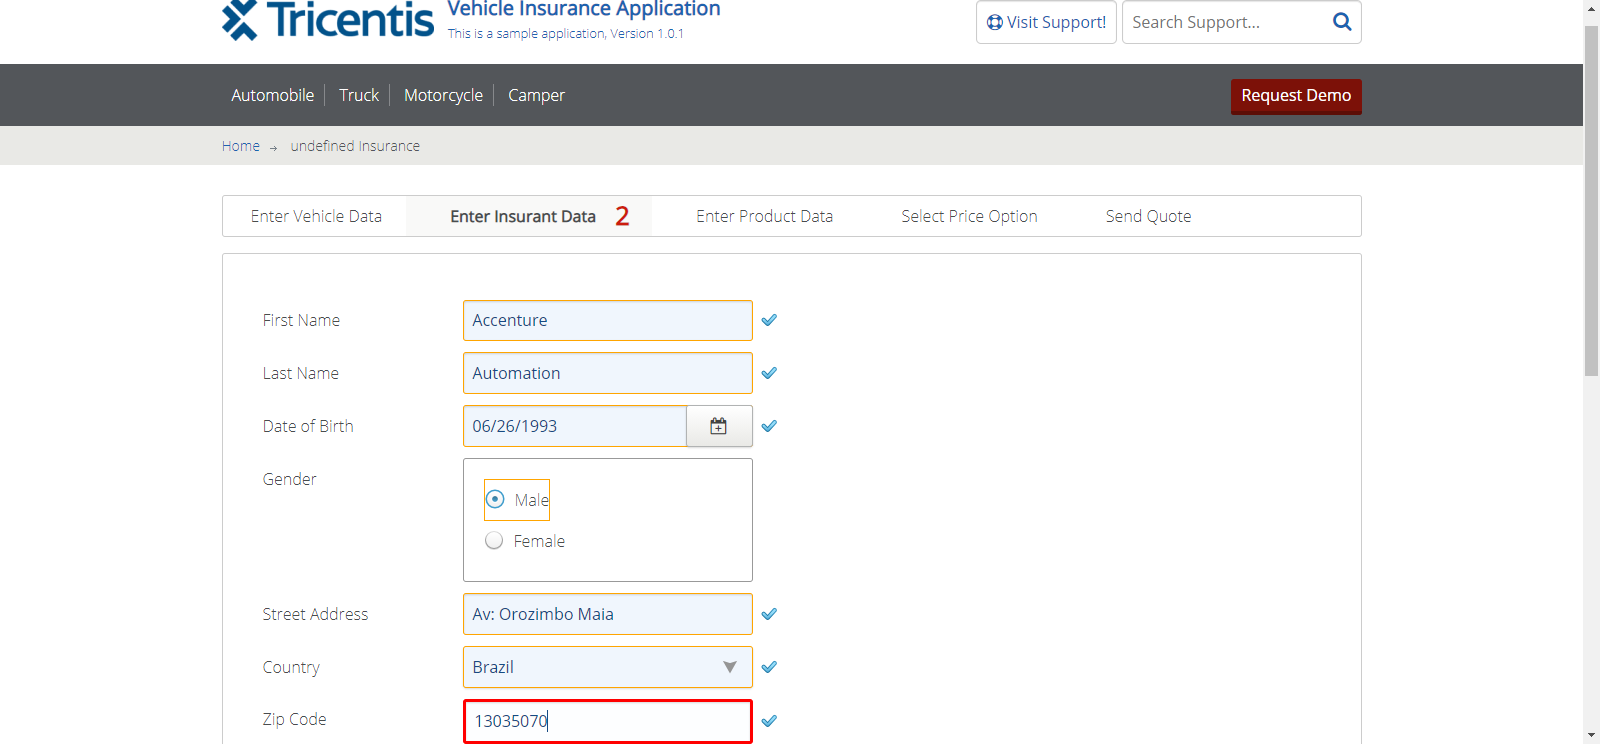 Tricentis
Vehicle Insurance Application
This is a sample application, Version 1.0.1
Visit Support!
Search Support...
Automobile
Truck
Motorcycle
Camper
Request Demo
Home → undefined Insurance
Enter Vehicle Data
Enter Insurant Data 2
Enter Product Data
Select Price Option
Send Quote
First Name
Accenture
Last Name
Automation
Date of Birth
06/26/1993
Gender
Male
Female
Street Address
Av: Orozimbo Maia
Country
Brazil
Zip Code
13035070